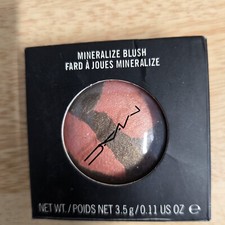 MINERALIZE BLUSH
FARD À JOUES MINERALIZE
NET WT./POIDS NET 3.5 g / 0.11 US OZ e